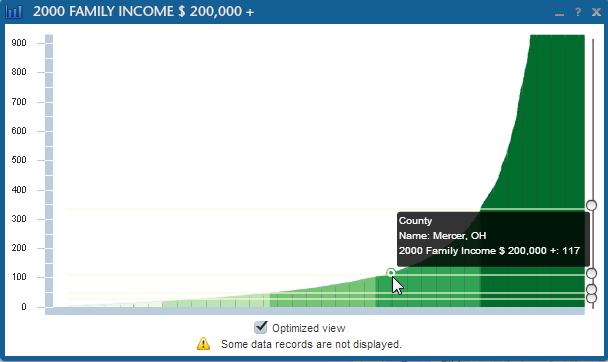 2000 FAMILY INCOME $ 200,000 +
?
900
800
700
600
500
400
300
200
100
0
County
Name: Mercer, OH
2000 Family Income $ 200,000 +: 117
Optimized view
Some data records are not displayed.